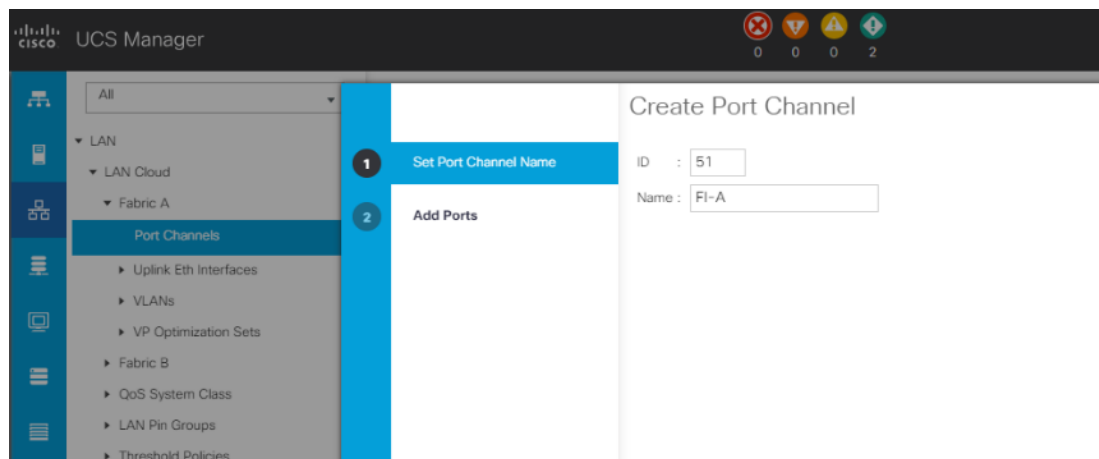 CISCO UCS Manager
0 0 0 2
All
LAN
LAN Cloud
Fabric A
Port Channels
Uplink Eth Interfaces
VLANs
VP Optimization Sets
Fabric B
QoS System Class
LAN Pin Groups
Threshold Policies
1 Set Port Channel Name
2 Add Ports
Create Port Channel
ID : 51
Name : FI-A